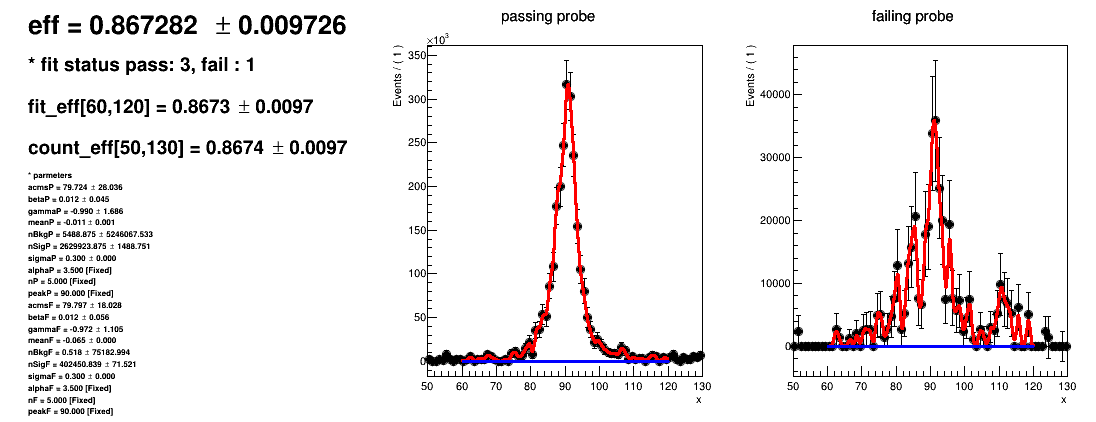 eff = 0.867282 ± 0.009726
* fit status pass: 3, fail : 1
fit_eff[60,120] = 0.8673 ± 0.0097
count_eff[50,130] = 0.8674 ± 0.0097
* parmeters
acmsP = 79.724 ± 28.036
betaP = 0.012 ± 0.045
gammaP = -0.990 ± 1.686
meanP = -0.011 ± 0.001
nBkgP = 5488.875 ± 5246067.533
nSigP = 2629923.875 ± 1488.751
sigmaP = 0.300 ± 0.000
alphaP = 3.500 [Fixed]
nP = 5.000 [Fixed]
peakP = 90.000 [Fixed]
acmsF = 79.797 ± 18.028
betaF = 0.012 ± 0.056
gammaF = -0.972 ± 1.105
meanF = -0.065 ± 0.000
nBkgF = 0.518 ± 75182.994
nSigF = 402450.839 ± 71.521
sigmaF = 0.300 ± 0.000
alphaF = 3.500 [Fixed]
nF = 5.000 [Fixed]
peakF = 90.000 [Fixed]
passing probe
×10³
Events / ( 1 )
350
300
250
200
150
100
50
0
50 60 70 80 90 100 110 120 130
x
failing probe
Events / ( 1 )
40000
30000
20000
10000
0
50 60 70 80 90 100 110 120 130
x